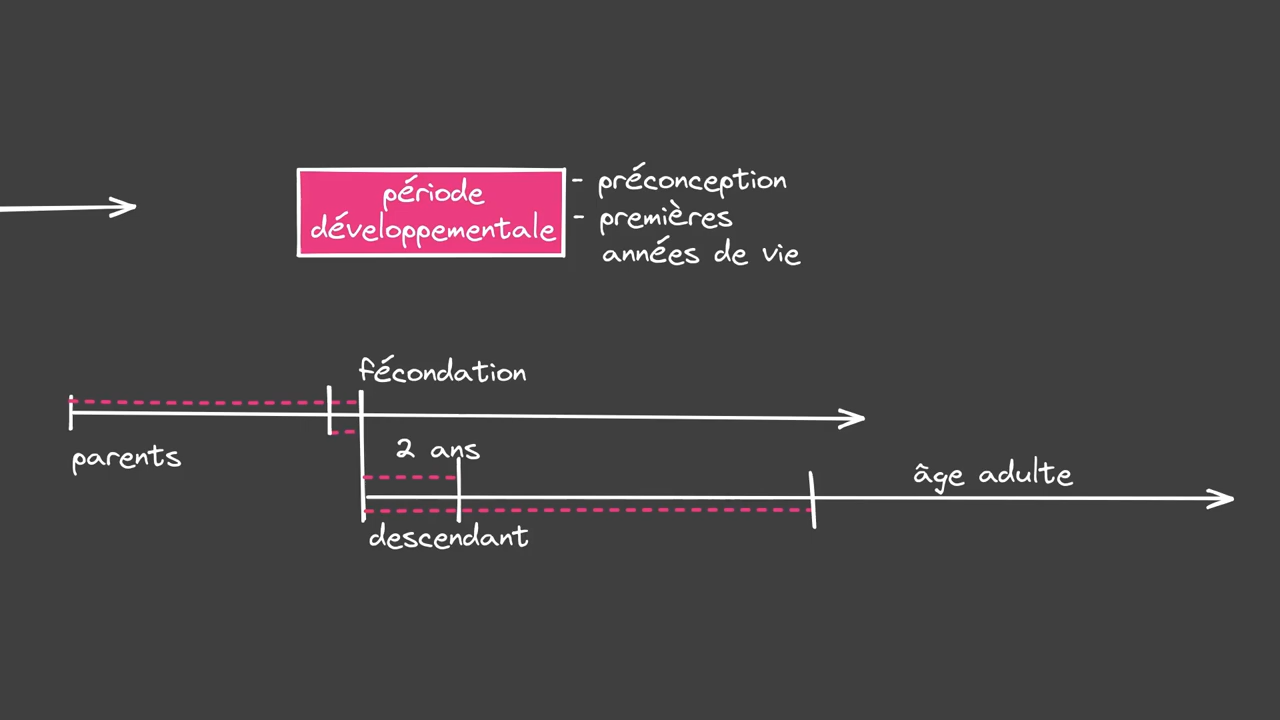 période
développementale
- préconception
- premières
années de vie
fécondation
parents
2 ans
âge adulte
descendant